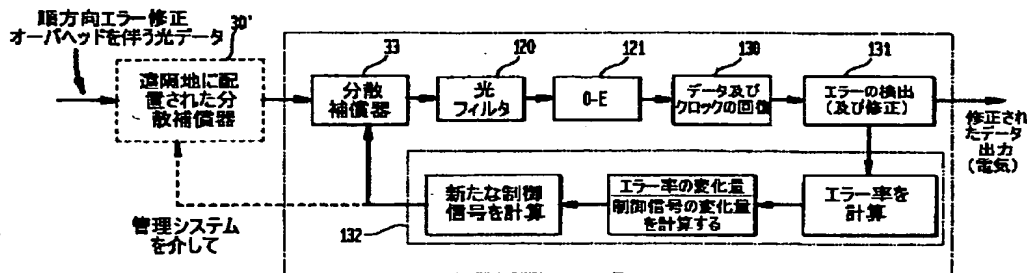 順方向エラー修正
オーバヘッドを伴う光データ
30'
遠隔地に配
置された分
散補償器
33
分散
補償器
120
光
フィルタ
121
O-E
130
データ及び
クロックの回復
131
エラーの検出
(及び修正)
修正され
たデータ
出力
(電気)
新たな制御
信号を計算
エラー率の変化量
制御信号の変化量
を計算する
エラー率を
計算
管理システム
を介して
132